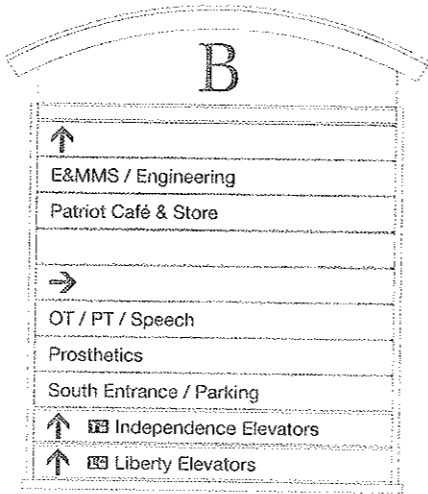 B
↑
E&MMS / Engineering
Patriot Café & Store
→
OT / PT / Speech
Prosthetics
South Entrance / Parking
↑ Independence Elevators
↑ Liberty Elevators